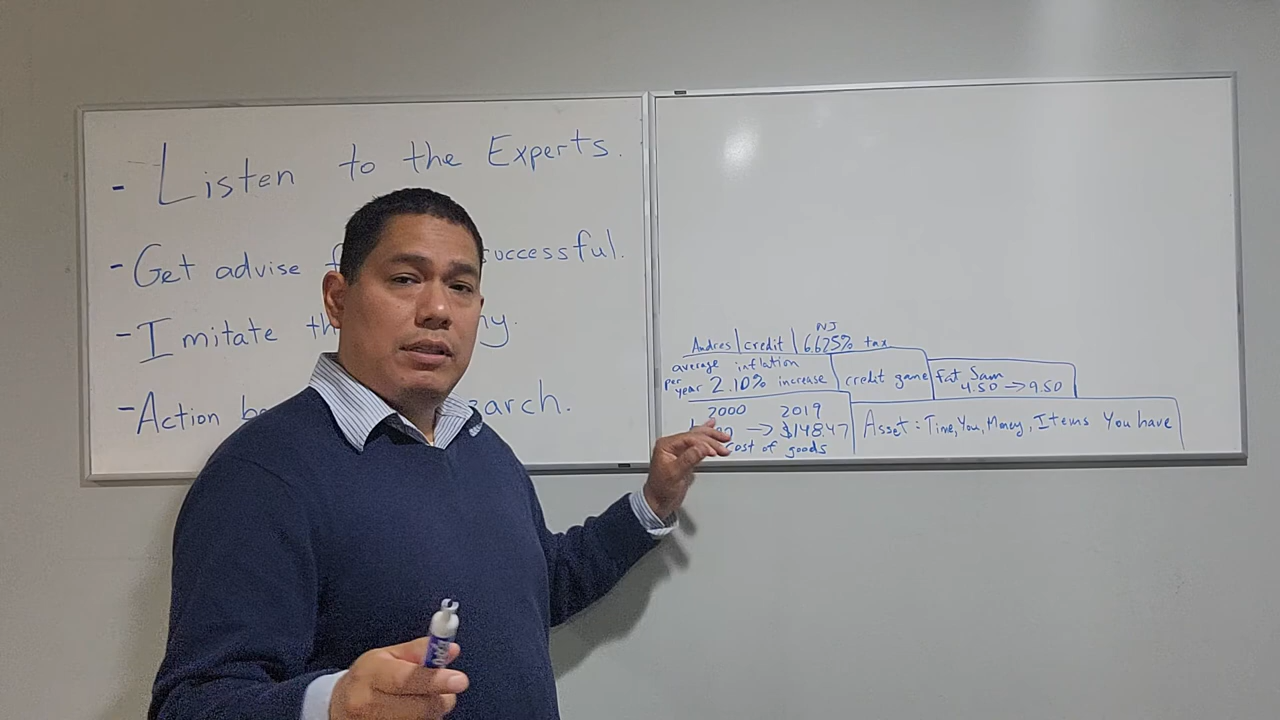 - Listen to the Experts.
- Get advise successful.
- Imitate
- Action
NJ
Andres | credit | 6.625% tax
average inflation
per year 2.10% increase
credit game
Fat Sam
4.50 → 9.50
2000 2019
→ $148.47
cost of goods
Asset: Time, You, Money, Items You have